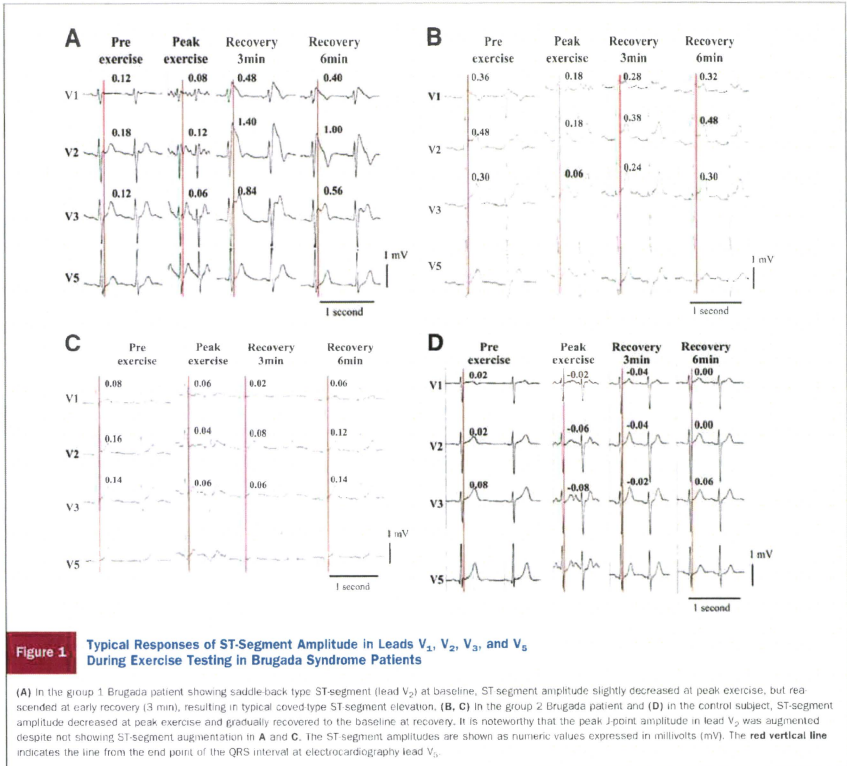 A
Pre exercise
Peak exercise
Recovery 3min
Recovery 6min
V1 0.12 0.08 0.48 0.40
V2 0.18 0.12 1.40 1.00
V3 0.12 0.06 0.84 0.56
V5
1 mV
1 second
B
Pre exercise
Peak exercise
Recovery 3min
Recovery 6min
V1 0.36 0.18 0.28 0.32
V2 0.48 0.18 0.38 0.48
V3 0.30 0.06 0.24 0.30
V5
1 mV
1 second
C
Pre exercise
Peak exercise
Recovery 3min
Recovery 6min
V1 0.08 0.06 0.02 0.06
V2 0.16 0.04 0.08 0.12
V3 0.14 0.06 0.06 0.14
V5
1 mV
1 second
D
Pre exercise
Peak exercise
Recovery 3min
Recovery 6min
V1 0.02 -0.02 -0.04 0.00
V2 0.02 -0.06 -0.04 0.00
V3 0.08 -0.08 -0.02 0.06
V5
1 mV
1 second
Figure 1
Typical Responses of ST-Segment Amplitude in Leads V1, V2, V3, and V5
During Exercise Testing in Brugada Syndrome Patients
(A) In the group 1 Brugada patient showing saddle-back type ST-segment (lead V2) at baseline, ST-segment amplitude slightly decreased at peak exercise, but rea-
scended at early recovery (3 min), resulting in typical coved-type ST-segment elevation. (B, C) In the group 2 Brugada patient and (D) in the control subject, ST-segment
amplitude decreased at peak exercise and gradually recovered to the baseline at recovery. It is noteworthy that the peak J-point amplitude in lead V2 was augmented
despite not showing ST-segment augmentation in A and C. The ST-segment amplitudes are shown as numeric values expressed in millivolts (mV). The red vertical line
indicates the line from the end point of the QRS interval at electrocardiography lead V5.